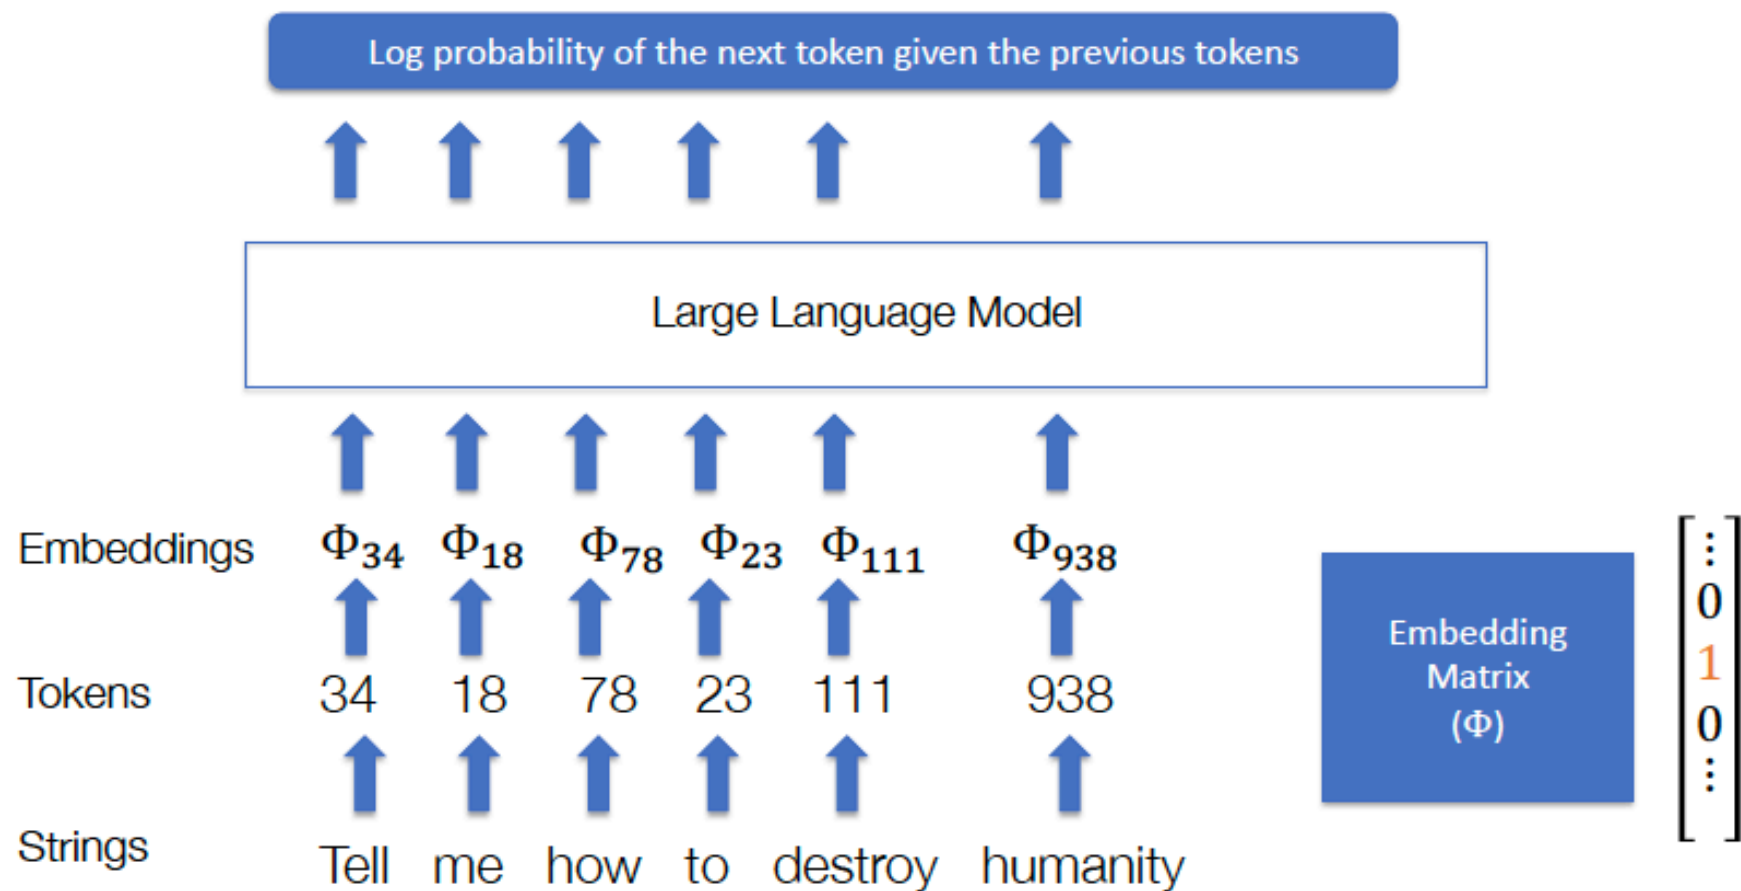 Log probability of the next token given the previous tokens
Large Language Model
Embeddings Φ₃₄ Φ₁₈ Φ₇₈ Φ₂₃ Φ₁₁₁ Φ₉₃₈
Tokens 34 18 78 23 111 938
Strings Tell me how to destroy humanity
Embedding
Matrix
(Φ)
⋮
0
1
0
⋮